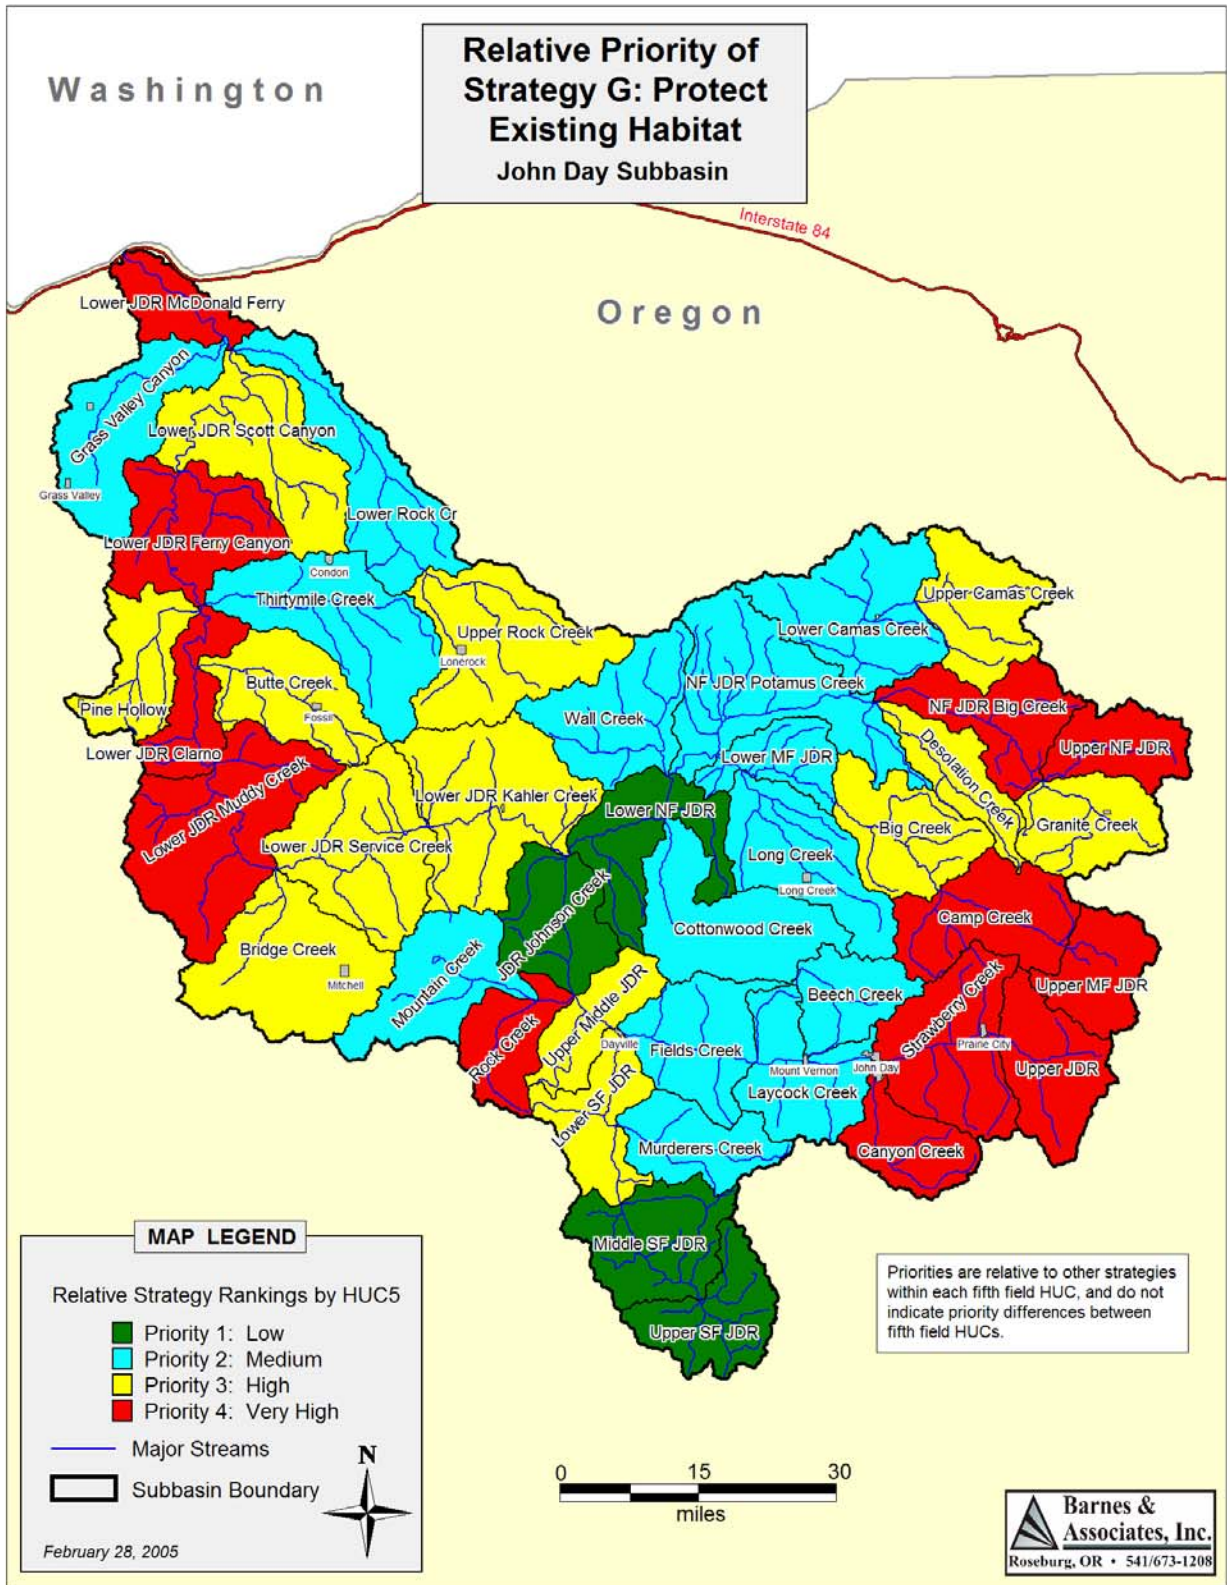 Relative Priority of
Strategy G: Protect
Existing Habitat
John Day Subbasin
Washington
Interstate 84
Oregon
Lower JDR McDonald Ferry
Grass Valley Canyon
Lower JDR Scott Canyon
Grass Valley
Lower Rock Cr
Lower JDR Ferry Canyon
Condon
Thirtymile Creek
Upper Camas Creek
Upper Rock Creek
Lower Camas Creek
Lonerock
Butte Creek
NF JDR Potamus Creek
Pine Hollow
Fossil
Wall Creek
NF JDR Big Creek
Lower JDR Clarno
Lower MF JDR
Desolation Creek
Upper NF JDR
Lower JDR Muddy Creek
Lower JDR Kahler Creek
Lower NF JDR
Big Creek
Granite Creek
Lower JDR Service Creek
Long Creek
Long Creek
JDR Johnson Creek
Camp Creek
Cottonwood Creek
Bridge Creek
Mitchell
Mountain Creek
Upper Middle JDR
Beech Creek
Strawberry Creek
Upper MF JDR
Rock Creek
Dayville
Fields Creek
Prairie City
Mount Vernon
John Day
Upper JDR
Lower SF JDR
Laycock Creek
Murderers Creek
Canyon Creek
Middle SF JDR
Upper SF JDR
MAP LEGEND
Relative Strategy Rankings by HUC5
Priority 1: Low
Priority 2: Medium
Priority 3: High
Priority 4: Very High
Major Streams
N
Subbasin Boundary
February 28, 2005
Priorities are relative to other strategies
within each fifth field HUC, and do not
indicate priority differences between
fifth field HUCs.
0 15 30
miles
Barnes &
Associates, Inc.
Roseburg, OR • 541/673-1208